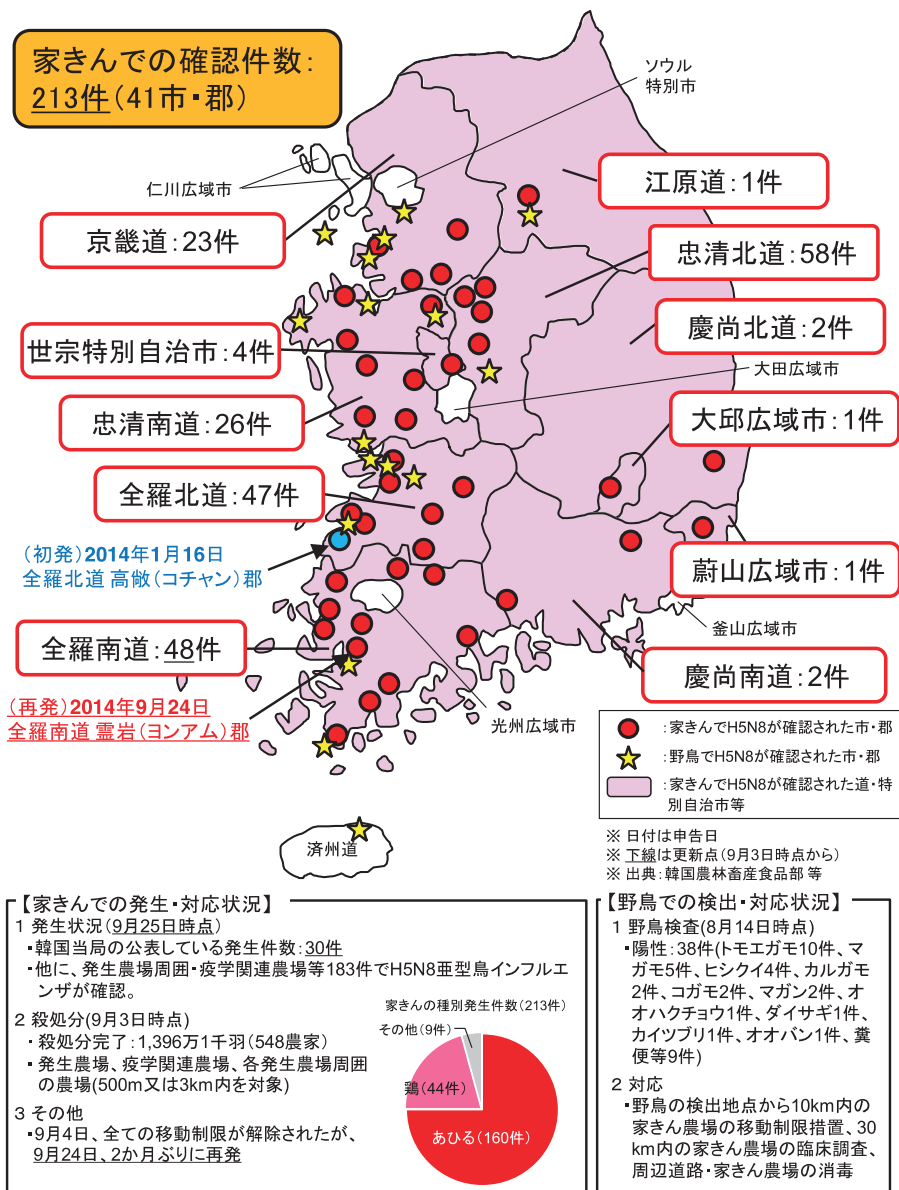 家きんでの確認件数：
213件（41市・郡）
ソウル
特別市
仁川広域市
江原道：1件
京畿道：23件
忠清北道：58件
慶尚北道：2件
世宗特別自治市：4件
大田広域市
忠清南道：26件
大邱広域市：1件
全羅北道：47件
（初発）2014年1月16日
全羅北道 高敞（コチャン）郡
蔚山広域市：1件
釜山広域市
全羅南道：48件
慶尚南道：2件
（再発）2014年9月24日
全羅南道 霊岩（ヨンアム）郡
光州広域市
：家きんでH5N8が確認された市・郡
：野鳥でH5N8が確認された市・郡
：家きんでH5N8が確認された道・特
別自治市等
済州道
※ 日付は申告日
※ 下線は更新点（9月3日時点から）
※ 出典：韓国農林畜産食品部 等
【家きんでの発生・対応状況】
1 発生状況（9月25日時点）
・韓国当局の公表している発生件数：30件
・他に、発生農場周囲・疫学関連農場等183件でH5N8亜型鳥インフルエ
ンザが確認。
2 殺処分(9月3日時点)
・殺処分完了：1,396万1千羽（548農家）
・発生農場、疫学関連農場、各発生農場周囲
の農場(500m又は3km内を対象)
3 その他
・9月4日、全ての移動制限が解除されたが、
9月24日、2か月ぶりに再発
家きんの種別発生件数（213件）
その他（9件）
鶏（44件）
あひる（160件）
【野鳥での検出・対応状況】
1 野鳥検査(8月14日時点)
・陽性：38件(トモエガモ10件、マ
ガモ5件、ヒシクイ4件、カルガモ
2件、コガモ2件、マガン2件、オ
オハクチョウ1件、ダイサギ1件、
カイツブリ1件、オオバン1件、糞
便等9件)
2 対応
・野鳥の検出地点から10km内の
家きん農場の移動制限措置、30
km内の家きん農場の臨床調査、
周辺道路・家きん農場の消毒